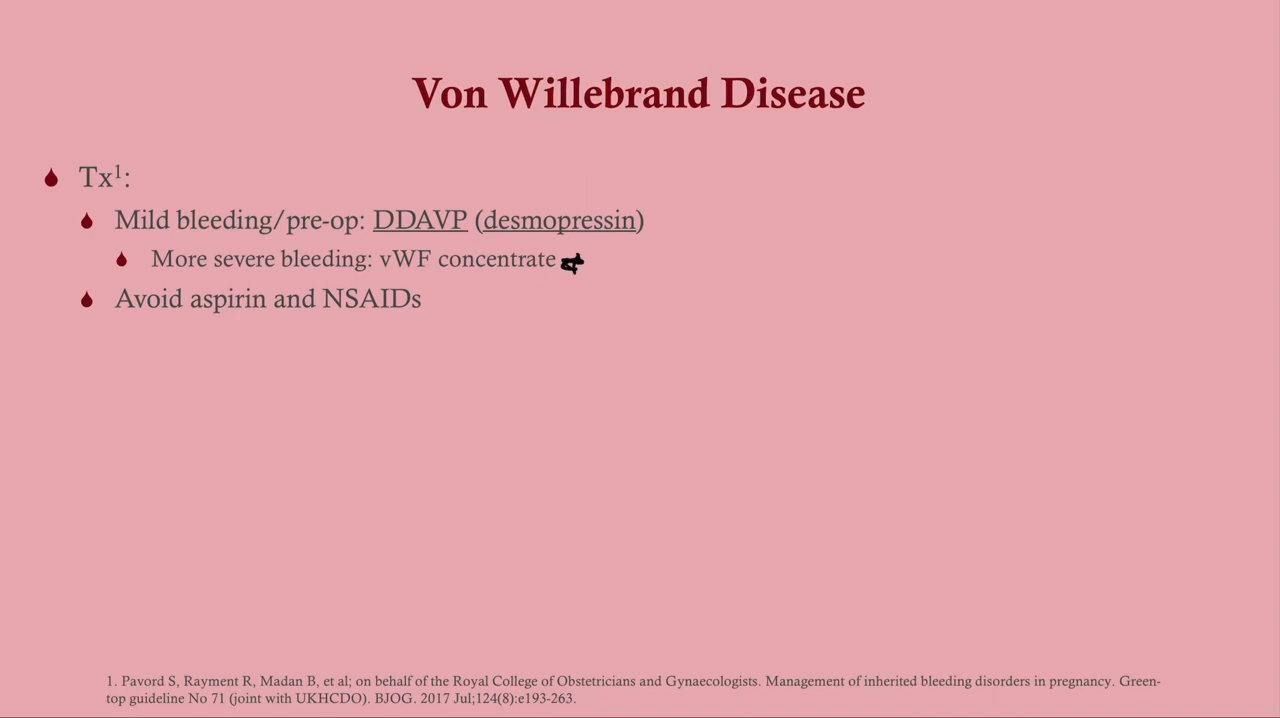 Von Willebrand Disease
Tx¹:
Mild bleeding/pre-op: DDAVP (desmopressin)
More severe bleeding: vWF concentrate
Avoid aspirin and NSAIDs
1. Pavord S, Rayment R, Madan B, et al; on behalf of the Royal College of Obstetricians and Gynaecologists. Management of inherited bleeding disorders in pregnancy. Green-
top guideline No 71 (joint with UKHCDO). BJOG. 2017 Jul;124(8):e193-263.